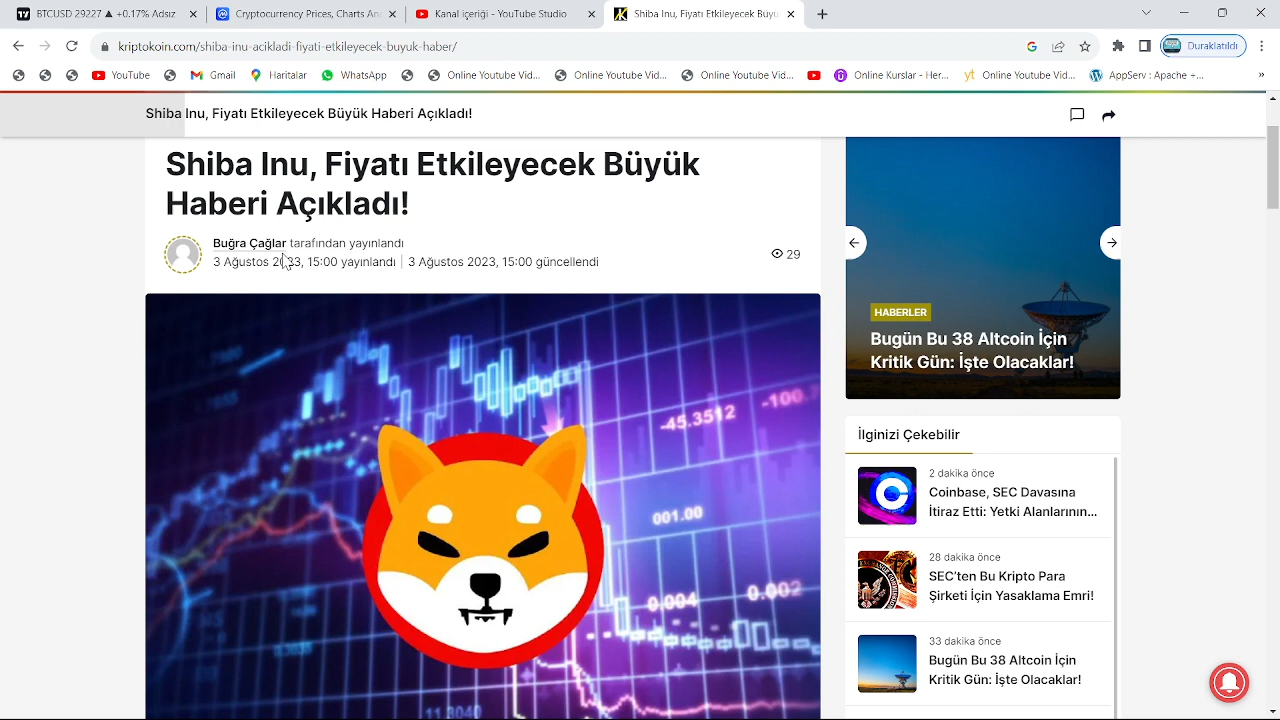 BTCUSD 29227 ▲ +0.17% Adsız
Cryptocurrency Prices, Charts An
Kanal içeriği - YouTube Studio
Shiba Inu, Fiyatı Etkileyecek Bü
kriptokoin.com/shiba-inu-acikladi-fiyati-etkileyecek-buyuk-haber/
Duraklatıldı
YouTube
Gmail
Haritalar
WhatsApp
Online Youtube Vid...
Online Youtube Vid...
Online Youtube Vid...
Online Kurslar - Her...
Online Youtube Vid...
AppServ : Apache +...
»
Shiba Inu, Fiyatı Etkileyecek Büyük Haberi Açıkladı!
Shiba Inu, Fiyatı Etkileyecek Büyük
Haberi Açıkladı!
Buğra Çağlar tarafından yayınlandı
3 Ağustos 2023, 15:00 yayınlandı | 3 Ağustos 2023, 15:00 güncellendi
29
-45.3512
001.00
0.004
0.002
11.3040
HABERLER
Bugün Bu 38 Altcoin İçin
Kritik Gün: İşte Olacaklar!
İlginizi Çekebilir
2 dakika önce
Coinbase, SEC Davasına
İtiraz Etti: Yetki Alanlarının...
28 dakika önce
SEC'ten Bu Kripto Para
Şirketi İçin Yasaklama Emri!
33 dakika önce
Bugün Bu 38 Altcoin İçin
Kritik Gün: İşte Olacaklar!